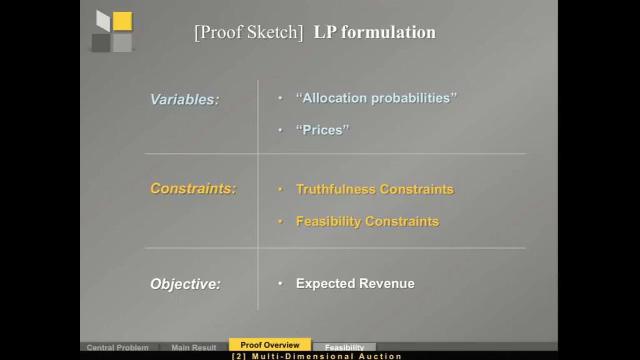 [Proof Sketch] LP formulation
Variables:
• “Allocation probabilities”
• “Prices”
Constraints:
• Truthfulness Constraints
• Feasibility Constraints
Objective:
• Expected Revenue
Central Problem
Main Result
Proof Overview
Feasibility
[2] Multi-Dimensional Auction